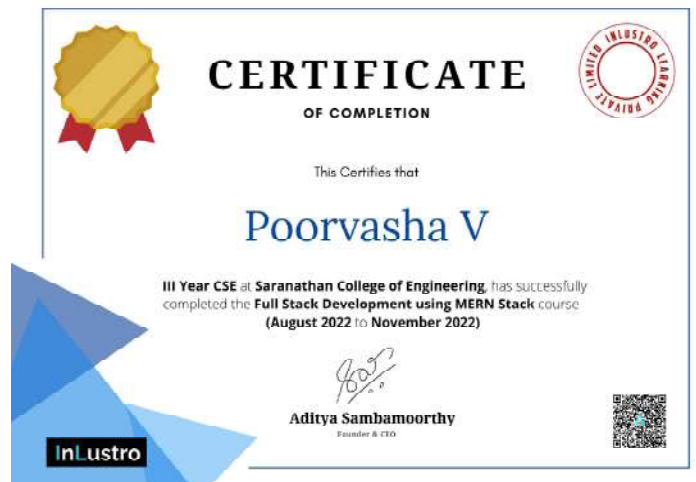 CERTIFICATE
OF COMPLETION
INLUSTRO LEARNING PRIVATE LIMITED
This Certifies that
Poorvasha V
III Year CSE at Saranathan College of Engineering, has successfully
completed the Full Stack Development using MERN Stack course
(August 2022 to November 2022)
Aditya Sambamoorthy
Founder & CEO
InLustro